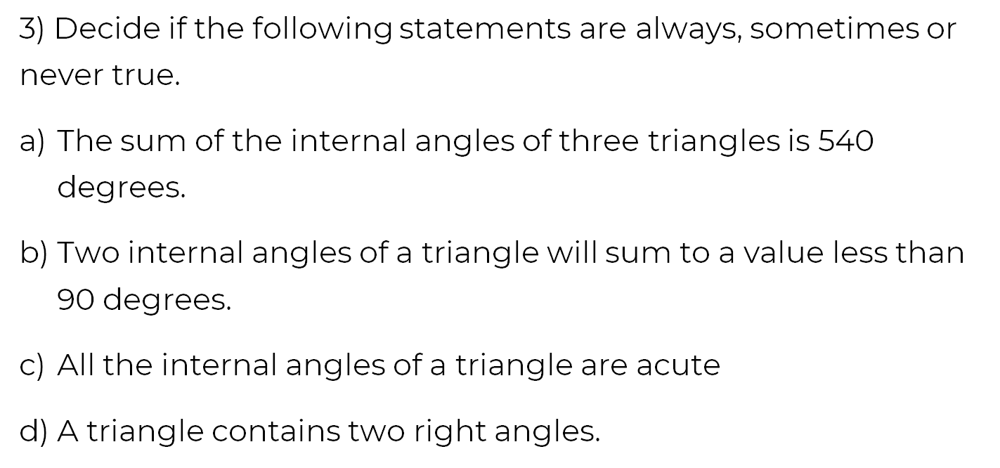 3) Decide if the following statements are always, sometimes or
never true.
a) The sum of the internal angles of three triangles is 540
degrees.
b) Two internal angles of a triangle will sum to a value less than
90 degrees.
c) All the internal angles of a triangle are acute
d) A triangle contains two right angles.